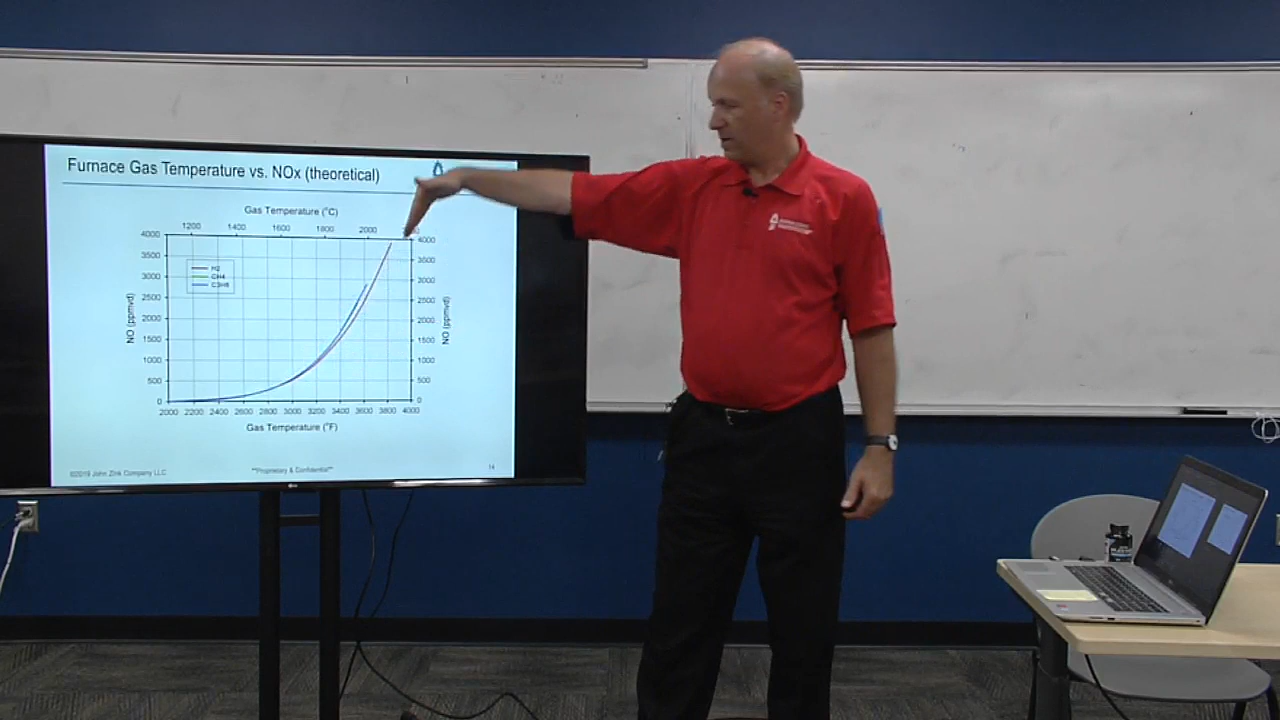 Furnace Gas Temperature vs. NOx (theoretical)
Gas Temperature (°C)
1200 1400 1600 1800 2000
4000 4000
3500 3500
3000 3000
2500 2500
2000 2000
1500 1500
1000 1000
500 500
0 0
H2
CH4
C3H8
NO (ppmvd)
NO (ppmvd)
2000 2200 2400 2600 2800 3000 3200 3400 3600 3800 4000
Gas Temperature (°F)
©2019 John Zink Company LLC **Proprietary & Confidential** 14
LG